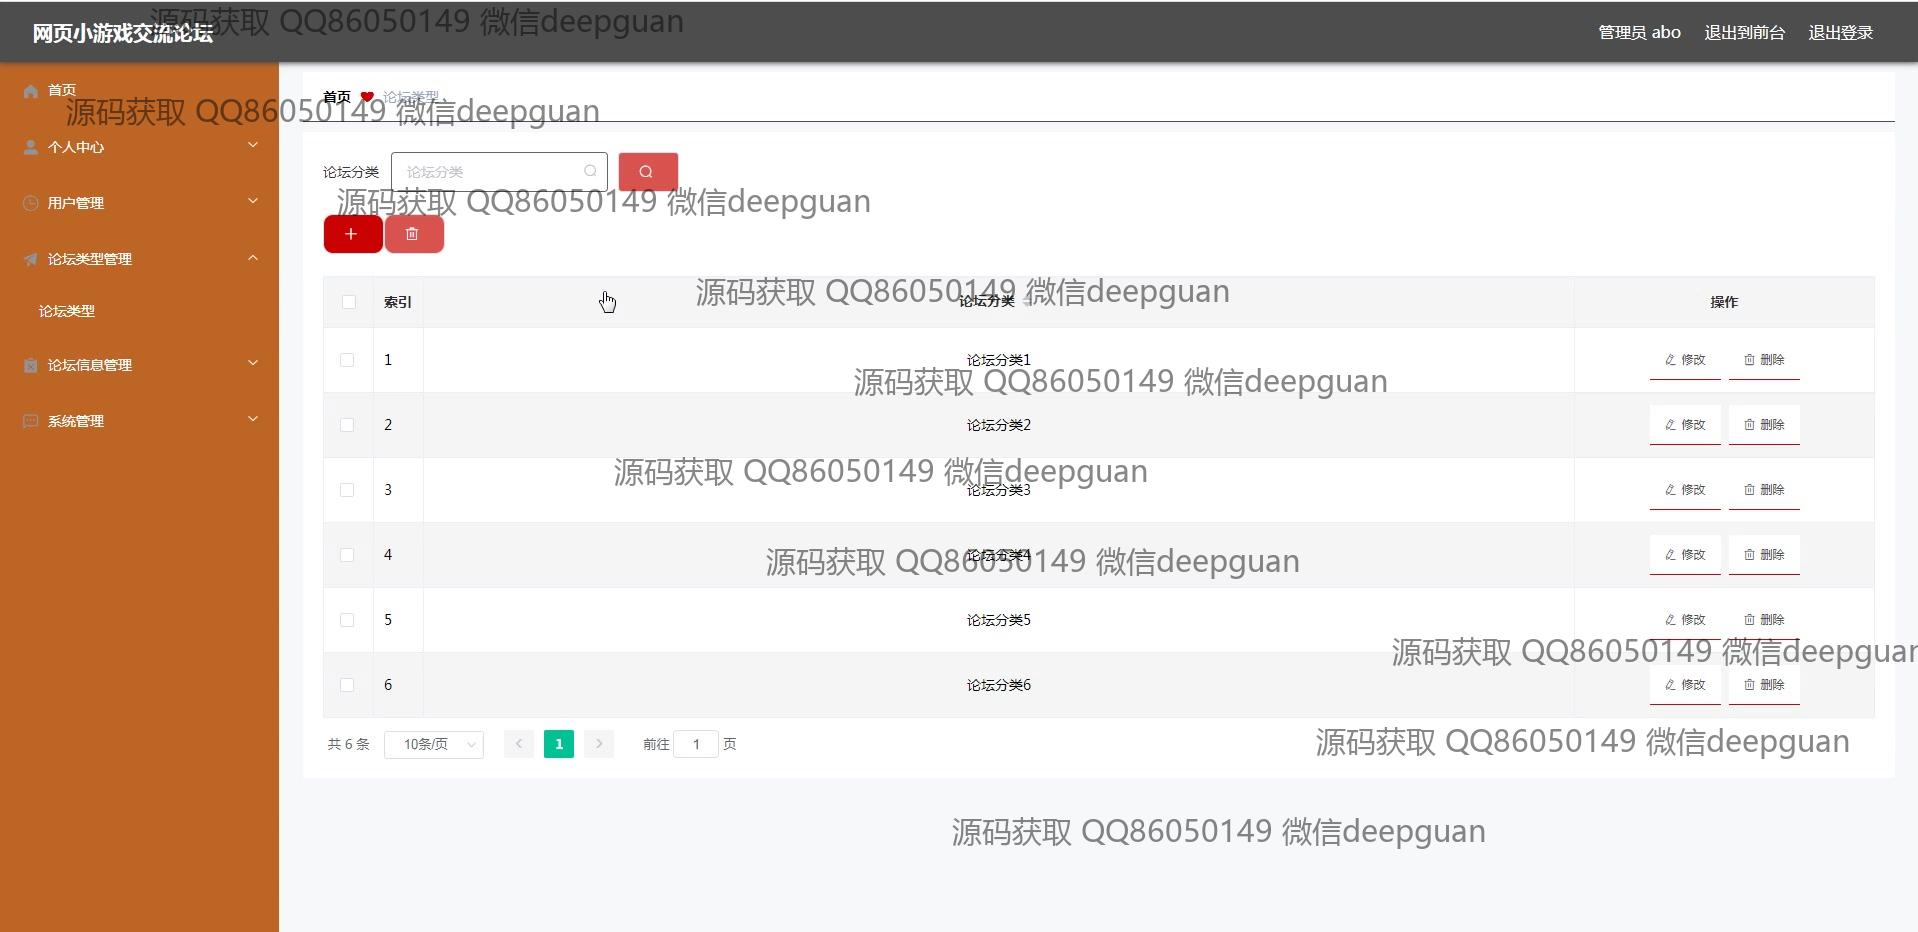 源码获取 QQ86050149 微信deepguan
网页小游戏交流论坛
管理员 abo 退出到前台 退出登录
首页
首页 论坛类型
源码获取 QQ86050149 微信deepguan
个人中心
论坛分类 论坛分类
用户管理
源码获取 QQ86050149 微信deepguan
论坛类型管理
论坛类型
论坛信息管理
系统管理
源码获取 QQ86050149 微信deepguan
索引 论坛分类 操作
1 论坛分类1 修改 删除
源码获取 QQ86050149 微信deepguan
2 论坛分类2 修改 删除
源码获取 QQ86050149 微信deepguan
3 论坛分类3 修改 删除
4 论坛分类4 修改 删除
源码获取 QQ86050149 微信deepguan
5 论坛分类5 修改 删除
源码获取 QQ86050149 微信deepguan
6 论坛分类6 修改 删除
共 6 条 10条/页 1 前往 1 页
源码获取 QQ86050149 微信deepguan
源码获取 QQ86050149 微信deepguan